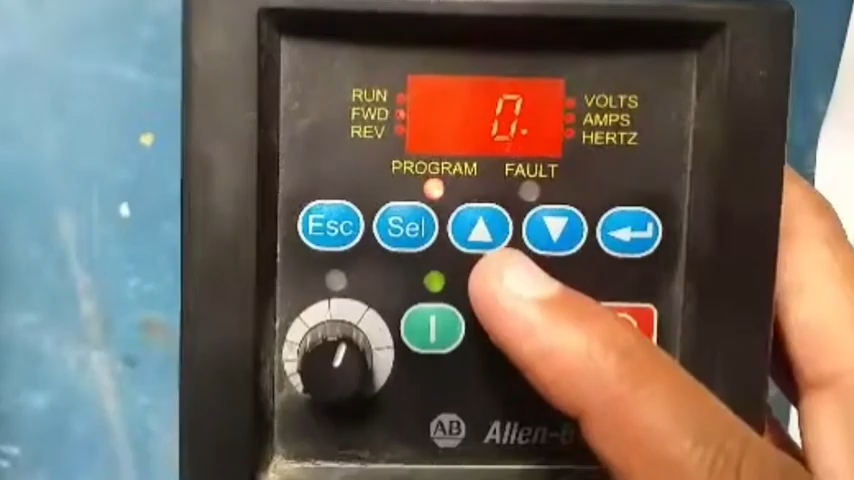 RUN
FWD
REV
0.
VOLTS
AMPS
HERTZ
PROGRAM FAULT
Esc Sel
I
AB Allen-B